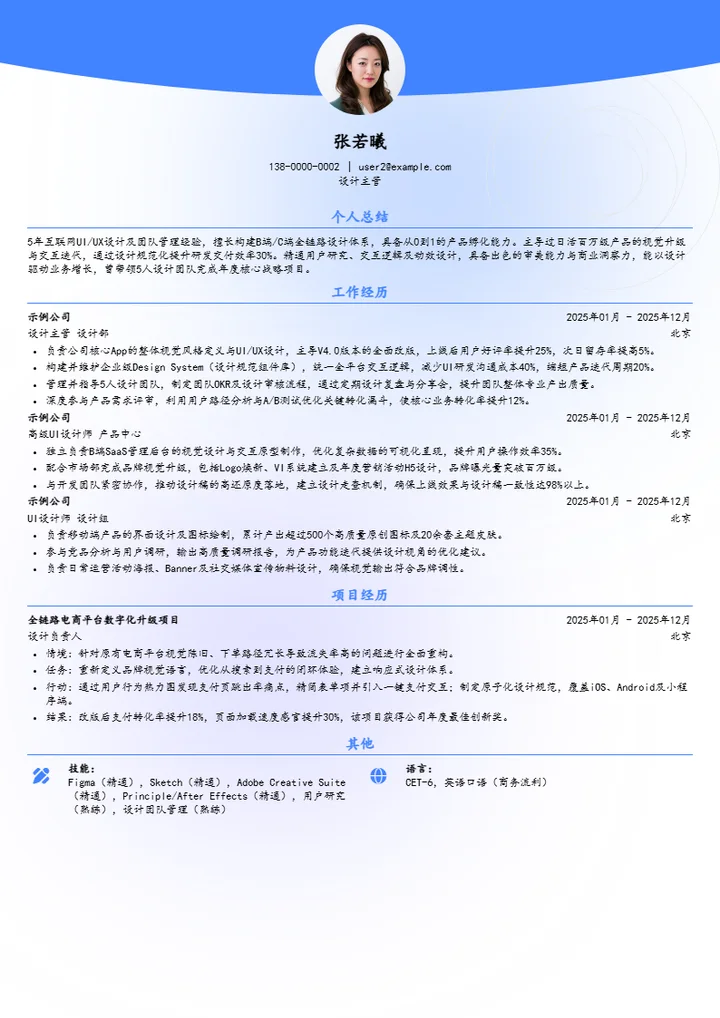 张若曦
138-0000-0002 | user2@example.com
设计主管
个人总结
5年互联网UI/UX设计及团队管理经验，擅长构建B端/C端全链路设计体系，具备从0到1的产品孵化能力。主导过日活百万级产品的视觉升级
与交互迭代，通过设计规范化提升研发交付效率30%。精通用户研究、交互逻辑及动效设计，具备出色的审美能力与商业洞察力，能以设计
驱动业务增长，曾带领5人设计团队完成年度核心战略项目。
工作经历
示例公司 2025年01月 - 2025年12月
设计主管 设计部 北京
• 负责公司核心App的整体视觉风格定义与UI/UX设计，主导V4.0版本的全面改版，上线后用户好评率提升25%，次日留存率提高5%。
• 构建并维护企业级Design System（设计规范组件库），统一全平台交互逻辑，减少UI研发沟通成本40%，缩短产品迭代周期20%。
• 管理并指导5人设计团队，制定团队OKR及设计审核流程，通过定期设计复盘与分享会，提升团队整体专业产出质量。
• 深度参与产品需求评审，利用用户路径分析与A/B测试优化关键转化漏斗，使核心业务转化率提升12%。
示例公司 2025年01月 - 2025年12月
高级UI设计师 产品中心 北京
• 独立负责B端SaaS管理后台的视觉设计与交互原型制作，优化复杂数据的可视化呈现，提升用户操作效率35%。
• 配合市场部完成品牌视觉升级，包括Logo焕新、VI系统建立及年度营销活动H5设计，品牌曝光量突破百万级。
• 与开发团队紧密协作，推动设计稿的高还原度落地，建立设计走查机制，确保上线效果与设计稿一致性达98%以上。
示例公司 2025年01月 - 2025年12月
UI设计师 设计组 北京
• 负责移动端产品的界面设计及图标绘制，累计产出超过500个高质量原创图标及20余套主题皮肤。
• 参与竞品分析与用户调研，输出高质量调研报告，为产品功能迭代提供设计视角的优化建议。
• 负责日常运营活动海报、Banner及社交媒体宣传物料设计，确保视觉输出符合品牌调性。
项目经历
全链路电商平台数字化升级项目 2025年01月 - 2025年12月
设计负责人 北京
• 情境：针对原有电商平台视觉陈旧、下单路径冗长导致流失率高的问题进行全面重构。
• 任务：重新定义品牌视觉语言，优化从搜索到支付的闭环体验，建立响应式设计体系。
• 行动：通过用户行为热力图发现支付页跳出率痛点，精简表单项并引入一键支付交互；制定原子化设计规范，覆盖iOS、Android及小程
序端。
• 结果：改版后支付转化率提升18%，页面加载速度感官提升30%，该项目获得公司年度最佳创新奖。
其他
技能：
Figma（精通）, Sketch（精通）, Adobe Creative Suite
（精通）, Principle/After Effects（精通）, 用户研究
（熟练）, 设计团队管理（熟练）
语言：
CET-6, 英语口语（商务流利）